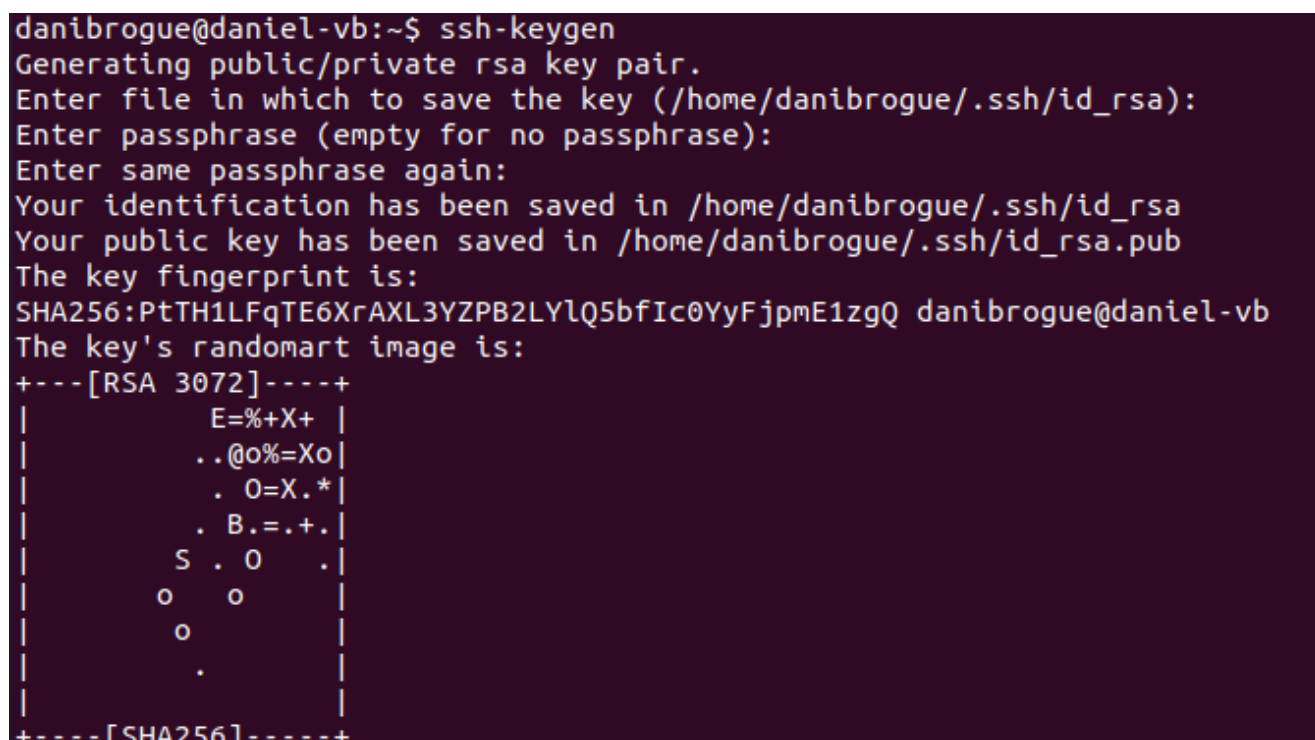 danibrogue@daniel-vb:~$ ssh-keygen
Generating public/private rsa key pair.
Enter file in which to save the key (/home/danibrogue/.ssh/id_rsa):
Enter passphrase (empty for no passphrase):
Enter same passphrase again:
Your identification has been saved in /home/danibrogue/.ssh/id_rsa
Your public key has been saved in /home/danibrogue/.ssh/id_rsa.pub
The key fingerprint is:
SHA256:PtTH1LFqTE6XrAXL3YZPB2LYlQ5bfIc0YyFjpmE1zgQ danibrogue@daniel-vb
The key's randomart image is:
+---[RSA 3072]----+
|          E=%+X+ |
|         ..@o%=Xo|
|          . O=X.*|
|         . B.=.+.|
|        S . O   .|
|       o   o     |
|        o        |
|         .       |
|                 |
+----[SHA256]-----+